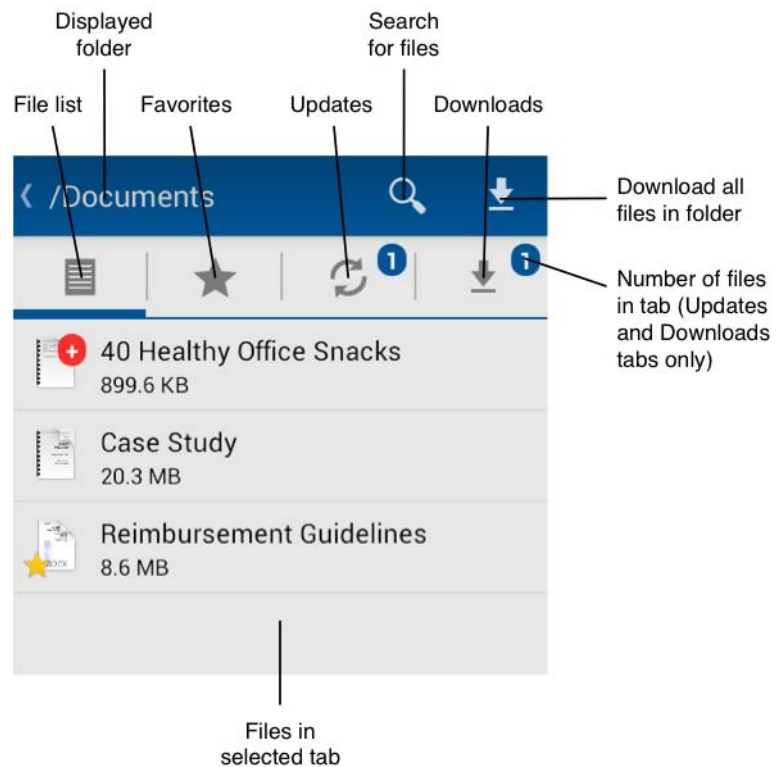 Displayed
folder
Search
for files
File list
Favorites
Updates
Downloads
/Documents
Download all
files in folder
1
1
Number of files
in tab (Updates
and Downloads
tabs only)
40 Healthy Office Snacks
899.6 KB
Case Study
20.3 MB
Reimbursement Guidelines
8.6 MB
Files in
selected tab